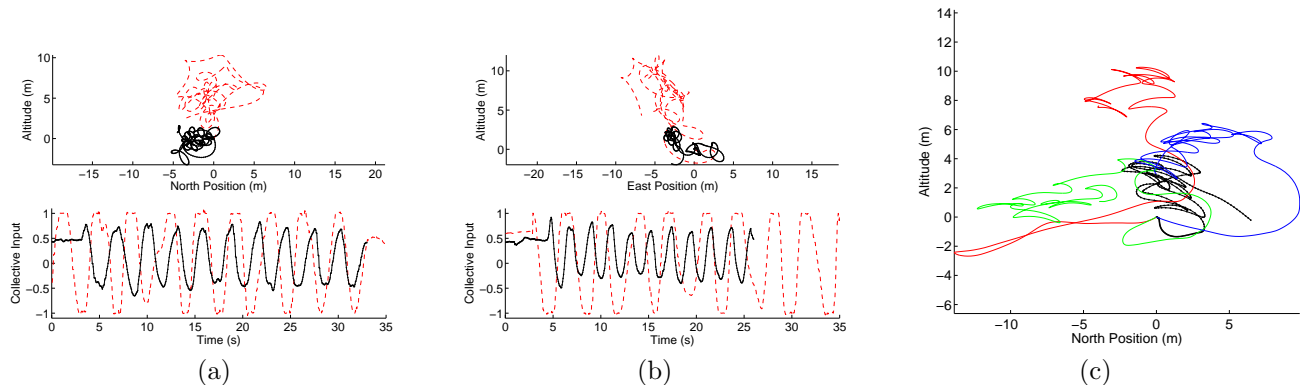 10
5
0
Altitude (m)
−15 −10 −5 0 5 10 15 20
North Position (m)
1
0.5
0
−0.5
−1
Collective Input
0 5 10 15 20 25 30 35
Time (s)
(a)
10
5
0
Altitude (m)
−20 −15 −10 −5 0 5 10 15
East Position (m)
1
0.5
0
−0.5
−1
Collective Input
0 5 10 15 20 25 30 35
Time (s)
(b)
14
12
10
8
6
4
2
0
−2
−4
−6
Altitude (m)
−10 −5 0 5
North Position (m)
(c)